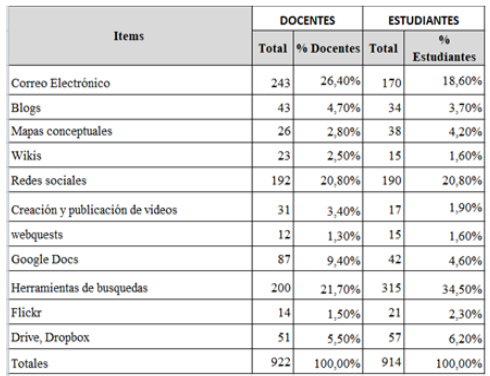 Items DOCENTES ESTUDIANTES
Total % Docentes Total % Estudiantes
Correo Electrónico 243 26,40% 170 18,60%
Blogs 43 4,70% 34 3,70%
Mapas conceptuales 26 2,80% 38 4,20%
Wikis 23 2,50% 15 1,60%
Redes sociales 192 20,80% 190 20,80%
Creación y publicación de videos 31 3,40% 17 1,90%
webquests 12 1,30% 15 1,60%
Google Docs 87 9,40% 42 4,60%
Herramientas de busquedas 200 21,70% 315 34,50%
Flickr 14 1,50% 21 2,30%
Drive, Dropbox 51 5,50% 57 6,20%
Totales 922 100,00% 914 100,00%